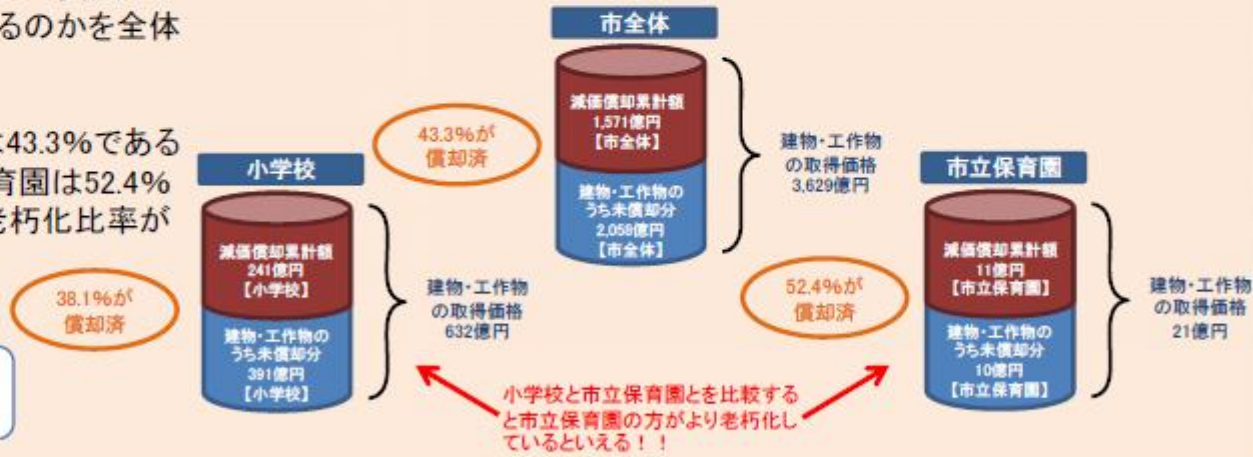 るのかを全体
は43.3%である
育園は52.4%
老朽化比率が
市全体
減価償却累計額
1,571億円
【市全体】
建物・工作物の
うち未償却分
2,058億円
【市全体】
43.3%が
償却済
建物・工作物
の取得価格
3,629億円
小学校
減価償却累計額
241億円
【小学校】
建物・工作物の
うち未償却分
391億円
【小学校】
38.1%が
償却済
建物・工作物
の取得価格
632億円
市立保育園
減価償却累計額
11億円
【市立保育園】
建物・工作物の
うち未償却分
10億円
【市立保育園】
52.4%が
償却済
建物・工作物
の取得価格
21億円
小学校と市立保育園とを比較する
と市立保育園の方がより老朽化し
ているといえる！！